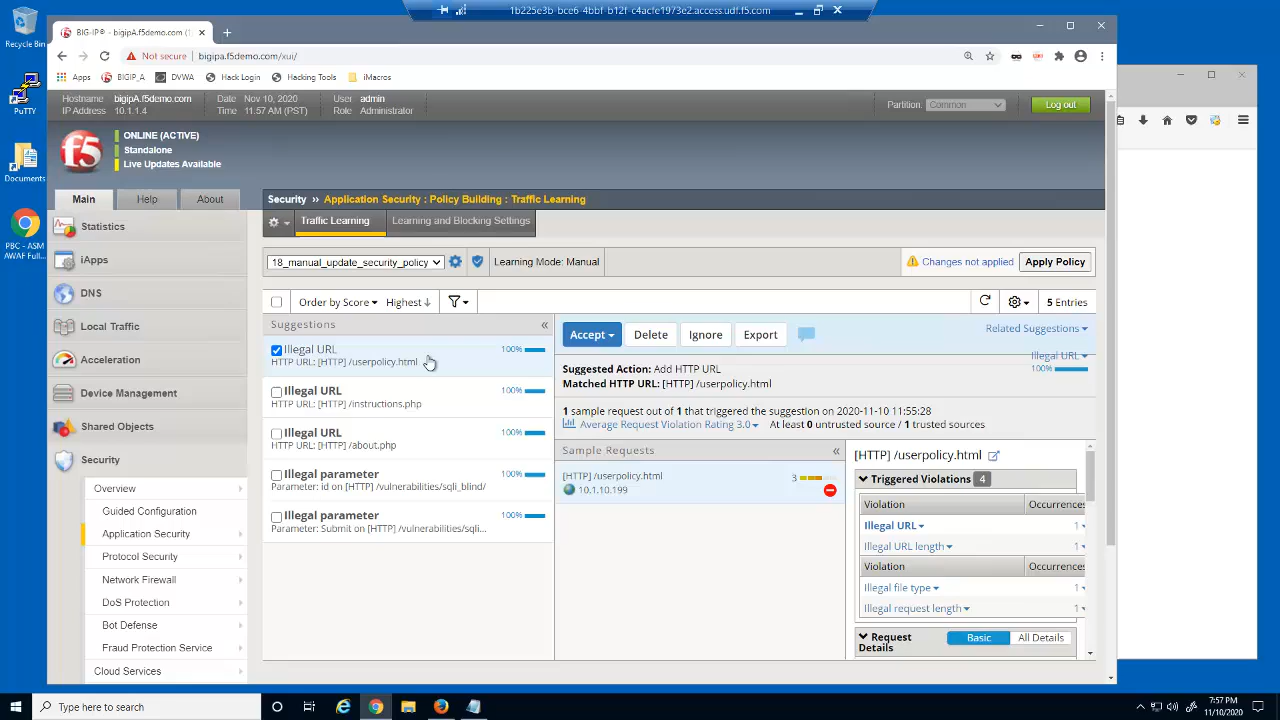 1b225e3b-bce6-4bbf-b12f-c4acfe1973e2.access.udf.f5.com
Recycle Bin
PuTTY
Documents
PBC - ASM
AWAF Full...
BIG-IP® - bigipA.f5demo.com (1
Not secure
bigipa.f5demo.com/xui/
Apps
BIGIP_A
DVWA
Hack Login
Hacking Tools
iMacros
Hostname bigipA.f5demo.com
IP Address 10.1.1.4
Date Nov 10, 2020
Time 11:57 AM (PST)
User admin
Role Administrator
Partition: Common
Log out
f5
ONLINE (ACTIVE)
Standalone
Live Updates Available
Main
Help
About
Security » Application Security : Policy Building : Traffic Learning
Traffic Learning
Learning and Blocking Settings
Statistics
iApps
DNS
Local Traffic
Acceleration
Device Management
Shared Objects
Security
Overview
Guided Configuration
Application Security
Protocol Security
Network Firewall
DoS Protection
Bot Defense
Fraud Protection Service
Cloud Services
18_manual_update_security_policy
Learning Mode: Manual
Changes not applied
Apply Policy
Order by Score
Highest
5 Entries
Suggestions
«
Illegal URL
100%
HTTP URL: [HTTP] /userpolicy.html
Illegal URL
100%
HTTP URL: [HTTP] /instructions.php
Illegal URL
100%
HTTP URL: [HTTP] /about.php
Illegal parameter
100%
Parameter: id on [HTTP] /vulnerabilities/sqli_blind/
Illegal parameter
100%
Parameter: Submit on [HTTP] /vulnerabilities/sqli...
Accept
Delete
Ignore
Export
Related Suggestions
Illegal URL
100%
Suggested Action: Add HTTP URL
Matched HTTP URL: [HTTP] /userpolicy.html
1 sample request out of 1 that triggered the suggestion on 2020-11-10 11:55:28
Average Request Violation Rating 3.0
At least 0 untrusted source / 1 trusted sources
Sample Requests
«
[HTTP] /userpolicy.html
3
10.1.10.199
[HTTP] /userpolicy.html
Triggered Violations 4
Violation Occurrences
Illegal URL 1
Illegal URL length 1
Violation Occurrences
Illegal file type 1
Illegal request length 1
Request
Details
Basic
All Details
Type here to search
7:57 PM
11/10/2020